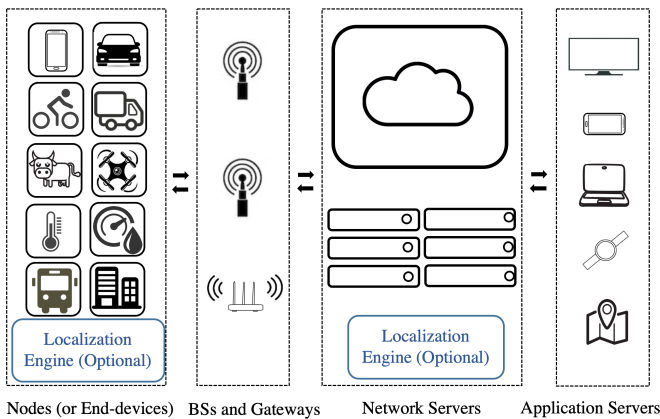 Localization
Engine (Optional)
Localization
Engine (Optional)
Nodes (or End-devices)
BSs and Gateways
Network Servers
Application Servers